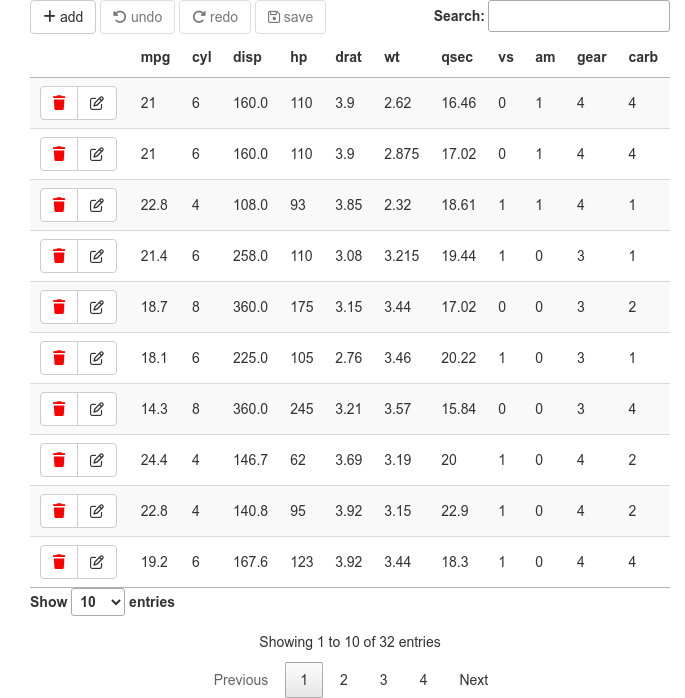 add undo redo save Search:
mpg cyl disp hp drat wt qsec vs am gear carb
21 6 160.0 110 3.9 2.62 16.46 0 1 4 4
21 6 160.0 110 3.9 2.875 17.02 0 1 4 4
22.8 4 108.0 93 3.85 2.32 18.61 1 1 4 1
21.4 6 258.0 110 3.08 3.215 19.44 1 0 3 1
18.7 8 360.0 175 3.15 3.44 17.02 0 0 3 2
18.1 6 225.0 105 2.76 3.46 20.22 1 0 3 1
14.3 8 360.0 245 3.21 3.57 15.84 0 0 3 4
24.4 4 146.7 62 3.69 3.19 20 1 0 4 2
22.8 4 140.8 95 3.92 3.15 22.9 1 0 4 2
19.2 6 167.6 123 3.92 3.44 18.3 1 0 4 4
Show 10 entries
Showing 1 to 10 of 32 entries
Previous 1 2 3 4 Next